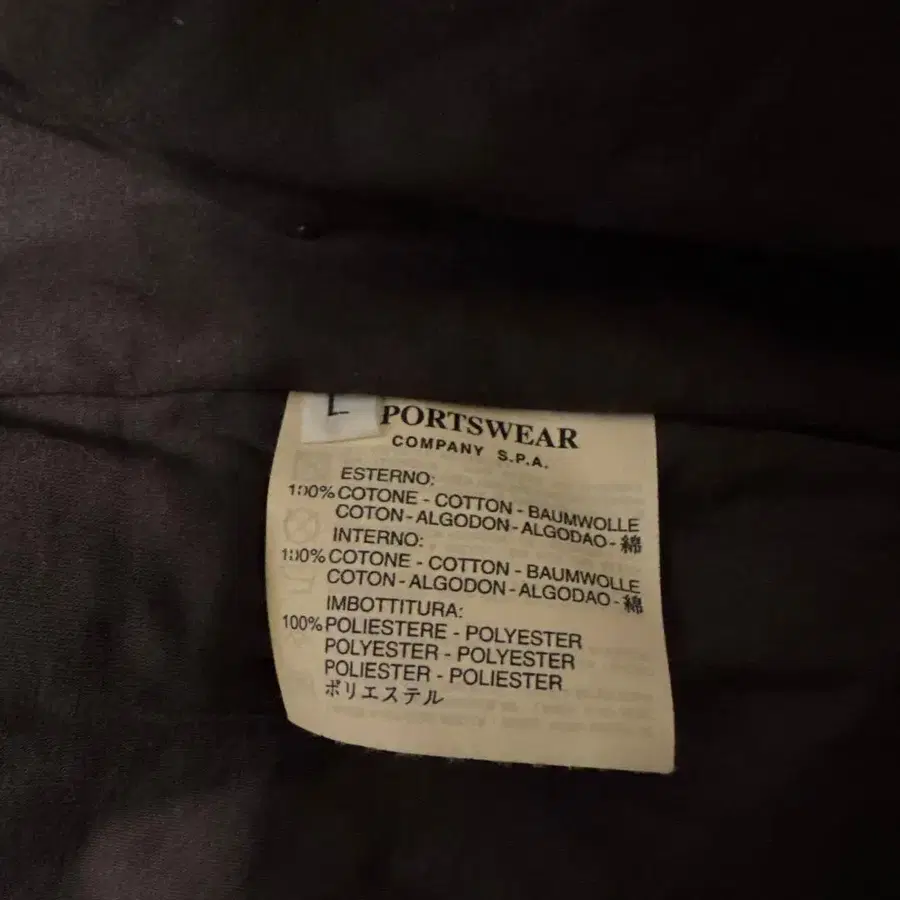 L
PORTSWEAR
COMPANY S.P.A.
ESTERNO:
100% COTONE - COTTON - BAUMWOLLE
COTON - ALGODON - ALGODAO - 綿
INTERNO:
100% COTONE - COTTON - BAUMWOLLE
COTON - ALGODON - ALGODAO - 綿
IMBOTTITURA:
100% POLIESTERE - POLYESTER
POLYESTER - POLYESTER
POLIESTER - POLIESTER
ポリエステル